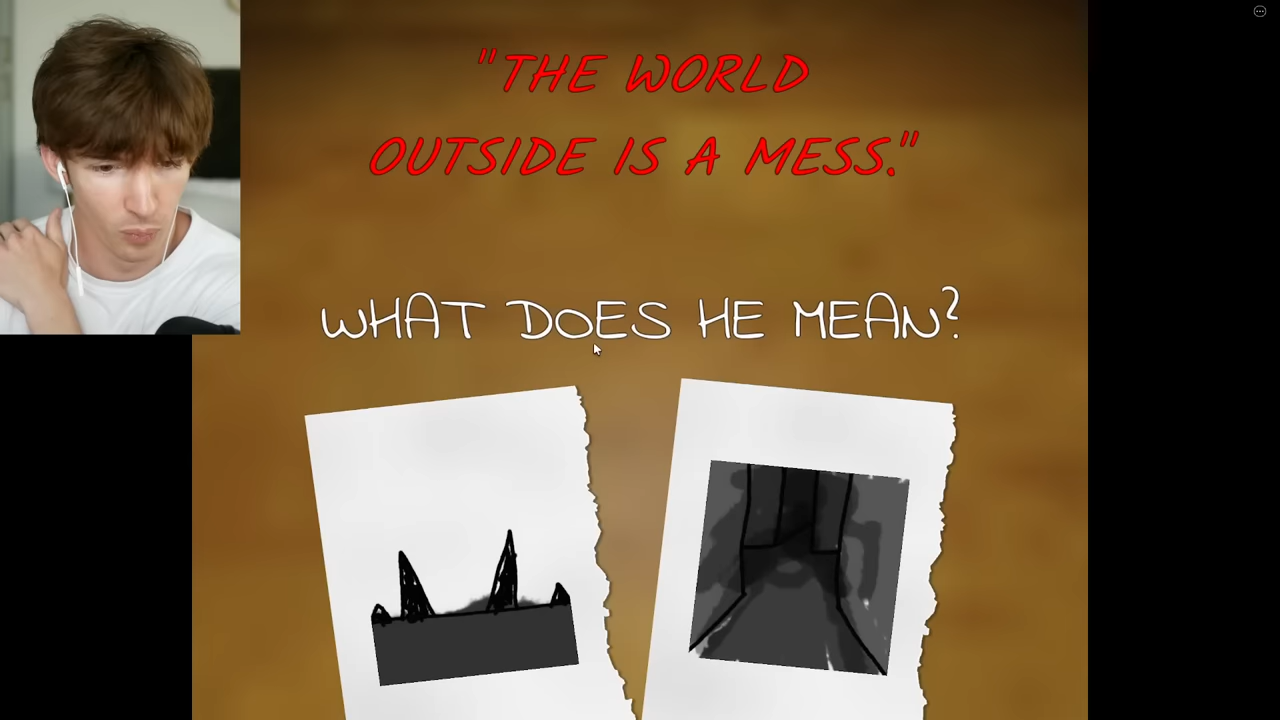 "THE WORLD
OUTSIDE IS A MESS."
WHAT DOES HE MEAN?